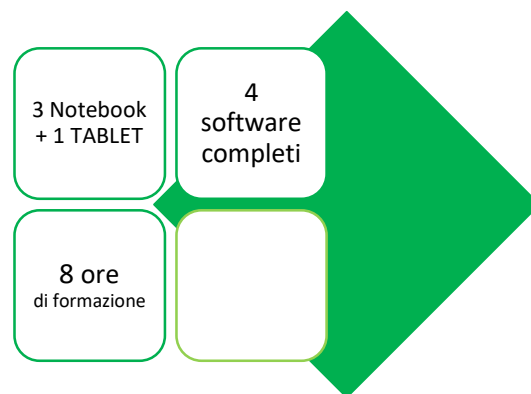 3 Notebook
+ 1 TABLET
4
software
completi
8 ore
di formazione